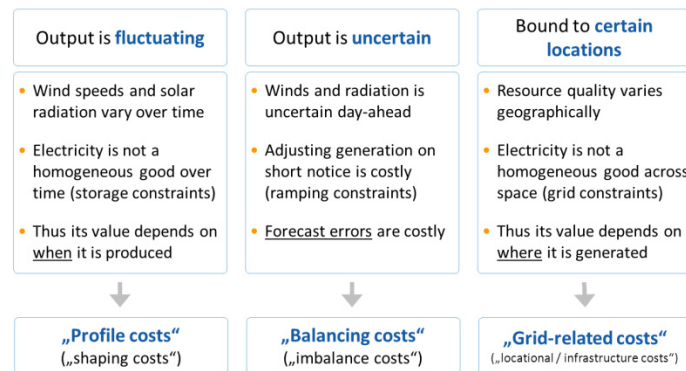 Output is fluctuating
• Wind speeds and solar
radiation vary over time
• Electricity is not a
homogeneous good over
time (storage constraints)
• Thus its value depends on
when it is produced
„Profile costs“
(„shaping costs“)
Output is uncertain
• Winds and radiation is
uncertain day-ahead
• Adjusting generation on
short notice is costly
(ramping constraints)
• Forecast errors are costly
„Balancing costs“
(„imbalance costs“)
Bound to certain
locations
• Resource quality varies
geographically
• Electricity is not a
homogeneous good across
space (grid constraints)
• Thus its value depends on
where it is generated
„Grid-related costs“
(„locational / infrastructure costs“)